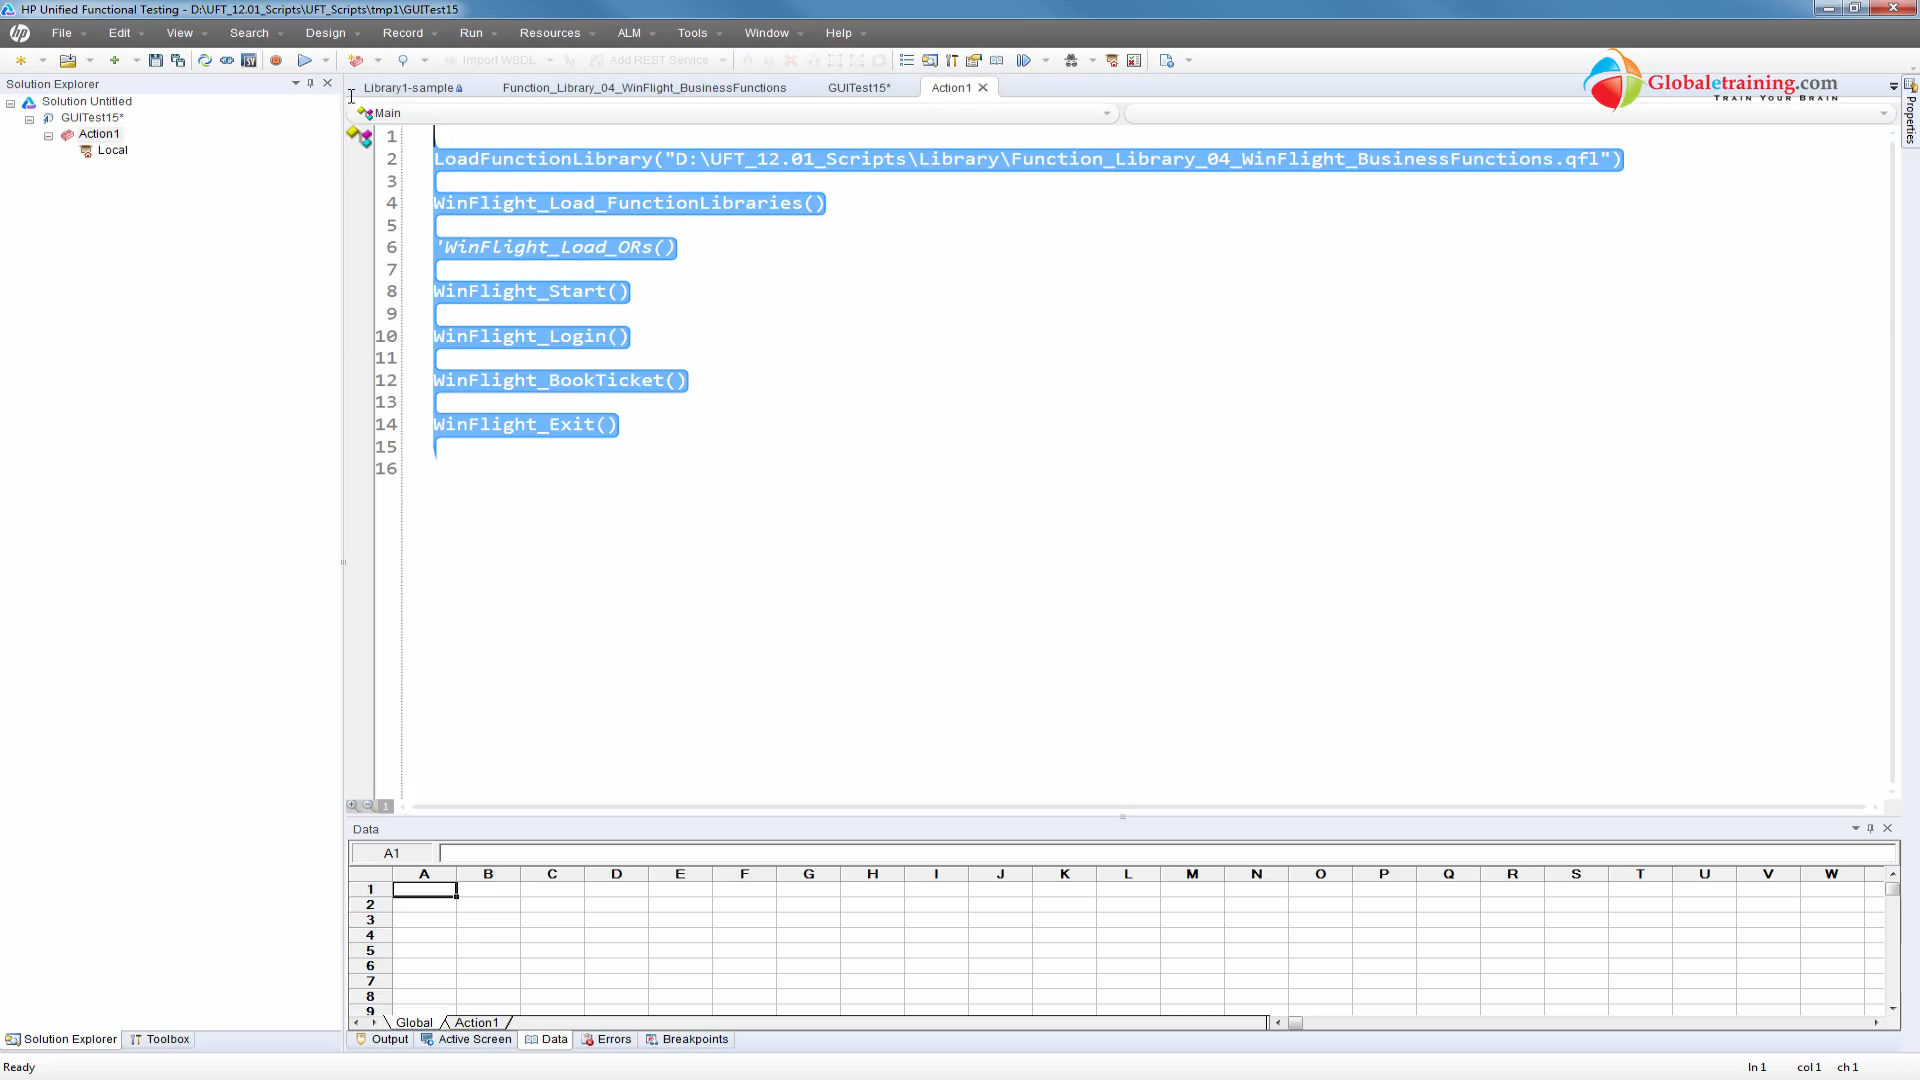 HP Unified Functional Testing - D:\UFT_12.01_Scripts\UFT_Scripts\tmp1\GUITest15
File Edit View Search Design Record Run Resources ALM Tools Window Help
Import WSDL Add REST Service
Globaletraining.com
TRAIN YOUR BRAIN
Solution Explorer
Library1-sample Function_Library_04_WinFlight_BusinessFunctions GUITest15* Action1
Properties
Solution Untitled
GUITest15*
Action1
Local
Main
1
2 LoadFunctionLibrary("D:\UFT_12.01_Scripts\Library\Function_Library_04_WinFlight_BusinessFunctions.qfl")
3
4 WinFlight_Load_FunctionLibraries()
5
6 'WinFlight_Load_ORs()
7
8 WinFlight_Start()
9
10 WinFlight_Login()
11
12 WinFlight_BookTicket()
13
14 WinFlight_Exit()
15
16
1
Data
A1
A B C D E F G H I J K L M N O P Q R S T U V W
1
2
3
4
5
6
7
8
9
Global Action1
Solution Explorer Toolbox Output Active Screen Data Errors Breakpoints
Ready ln 1 col 1 ch 1